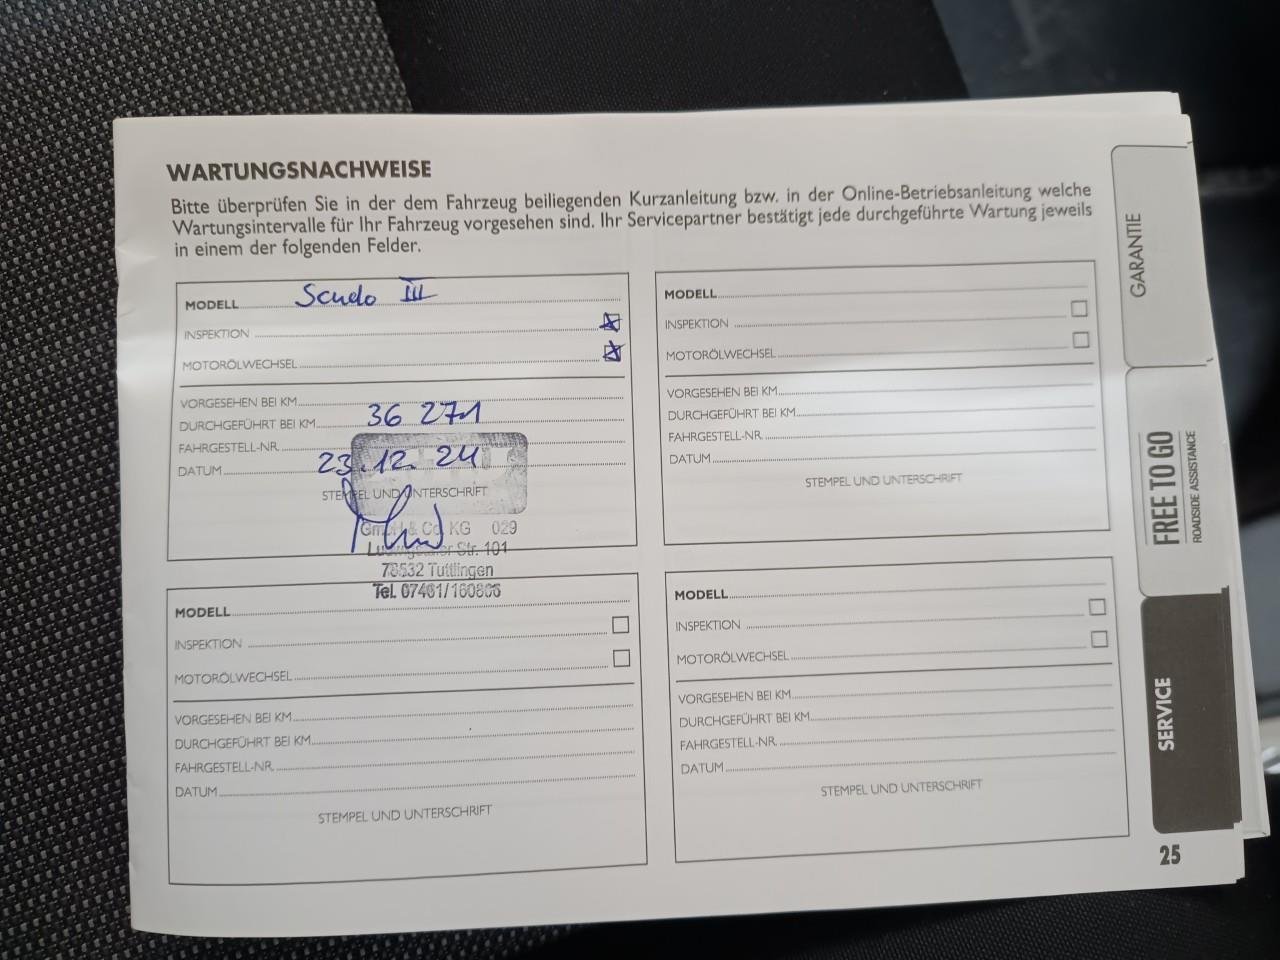 WARTUNGSNACHWEISE
Bitte überprüfen Sie in der dem Fahrzeug beiliegenden Kurzanleitung bzw. in der Online-Betriebsanleitung welche
Wartungsintervalle für Ihr Fahrzeug vorgesehen sind. Ihr Servicepartner bestätigt jede durchgeführte Wartung jeweils
in einem der folgenden Felder.
MODELL Scudo III
INSPEKTION
MOTORÖLWECHSEL
VORGESEHEN BEI KM
DURCHGEFÜHRT BEI KM 36 271
FAHRGESTELL-NR.
DATUM 23.12.24
STEMPEL UND UNTERSCHRIFT
GmbH & Co. KG 029
Str. 101
78532 Tuttlingen
Tel. 07461/160806
MODELL
INSPEKTION
MOTORÖLWECHSEL
VORGESEHEN BEI KM
DURCHGEFÜHRT BEI KM
FAHRGESTELL-NR.
DATUM
STEMPEL UND UNTERSCHRIFT
MODELL
INSPEKTION
MOTORÖLWECHSEL
VORGESEHEN BEI KM
DURCHGEFÜHRT BEI KM
FAHRGESTELL-NR.
DATUM
STEMPEL UND UNTERSCHRIFT
MODELL
INSPEKTION
MOTORÖLWECHSEL
VORGESEHEN BEI KM
DURCHGEFÜHRT BEI KM
FAHRGESTELL-NR.
DATUM
STEMPEL UND UNTERSCHRIFT
GARANTIE
FREE TO GO
ROADSIDE ASSISTANCE
SERVICE
25